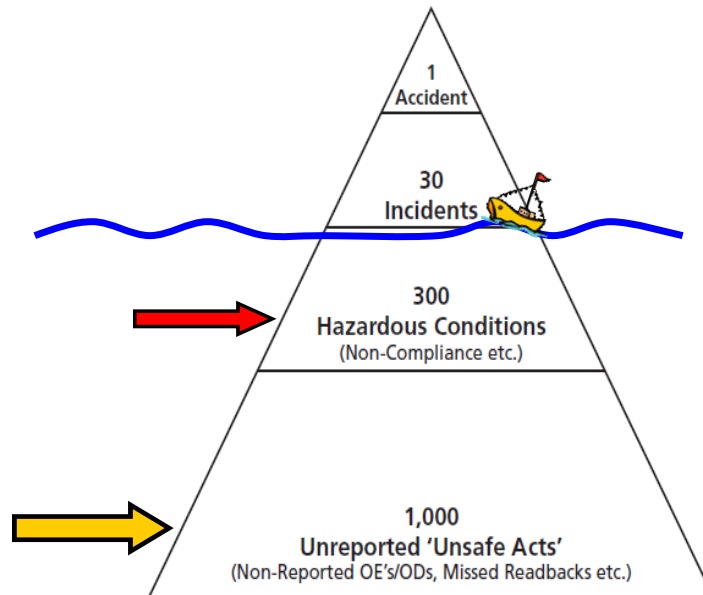 1
Accident
30
Incidents
300
Hazardous Conditions
(Non-Compliance etc.)
1,000
Unreported ‘Unsafe Acts’
(Non-Reported OE's/ODs, Missed Readbacks etc.)